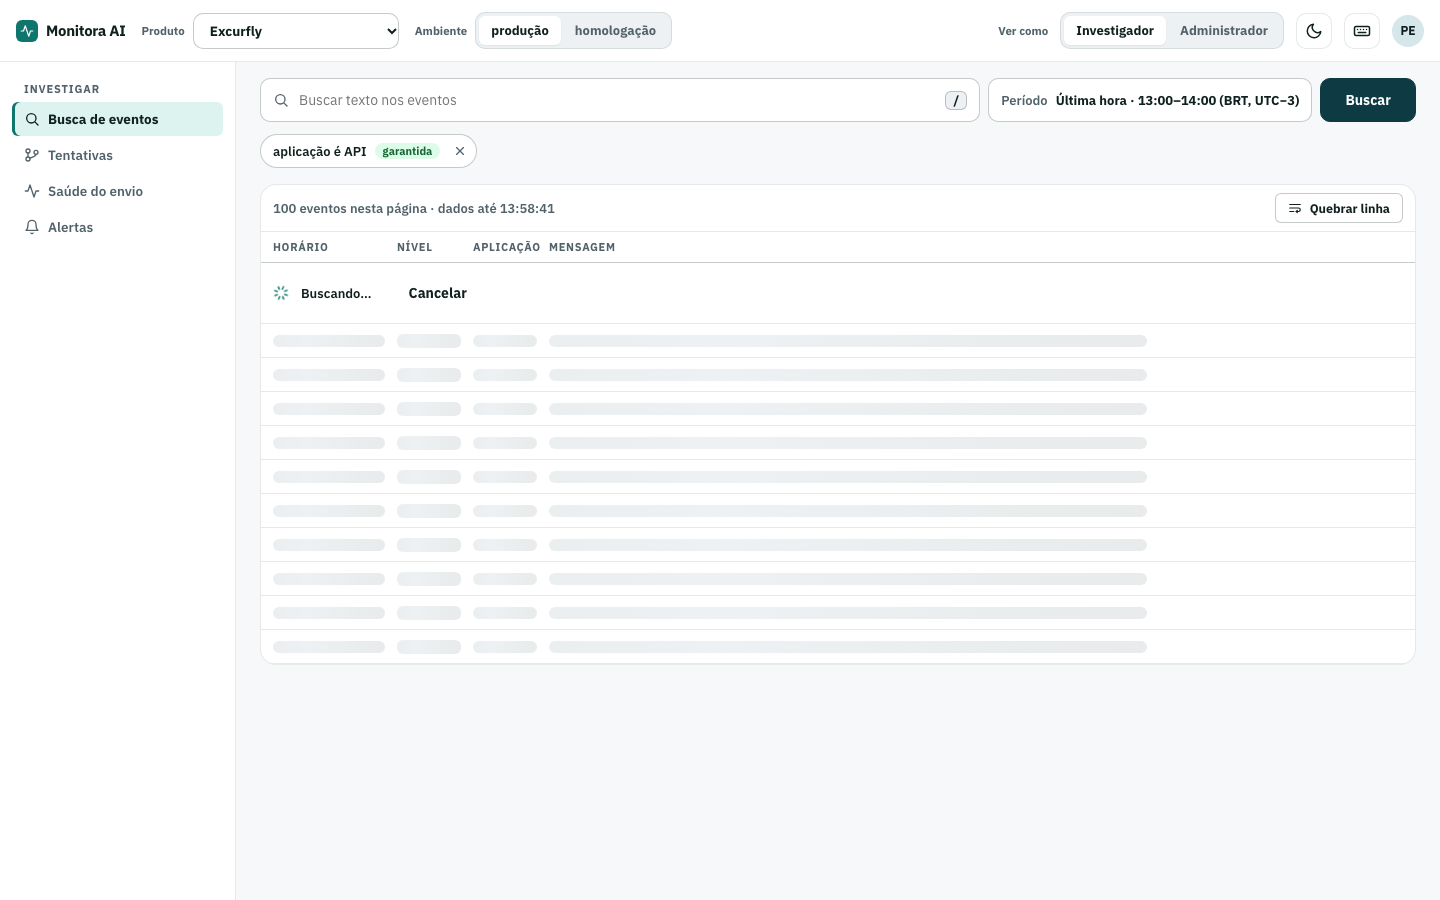 Monitora AI
Produto
Excurfly
Ambiente
produção
homologação
Ver como
Investigador
Administrador
PE
INVESTIGAR
Busca de eventos
Tentativas
Saúde do envio
Alertas
Buscar texto nos eventos
/
Período Última hora · 13:00–14:00 (BRT, UTC−3)
Buscar
aplicação é API garantida
100 eventos nesta página · dados até 13:58:41
Quebrar linha
HORÁRIO NÍVEL APLICAÇÃO MENSAGEM
Buscando… Cancelar